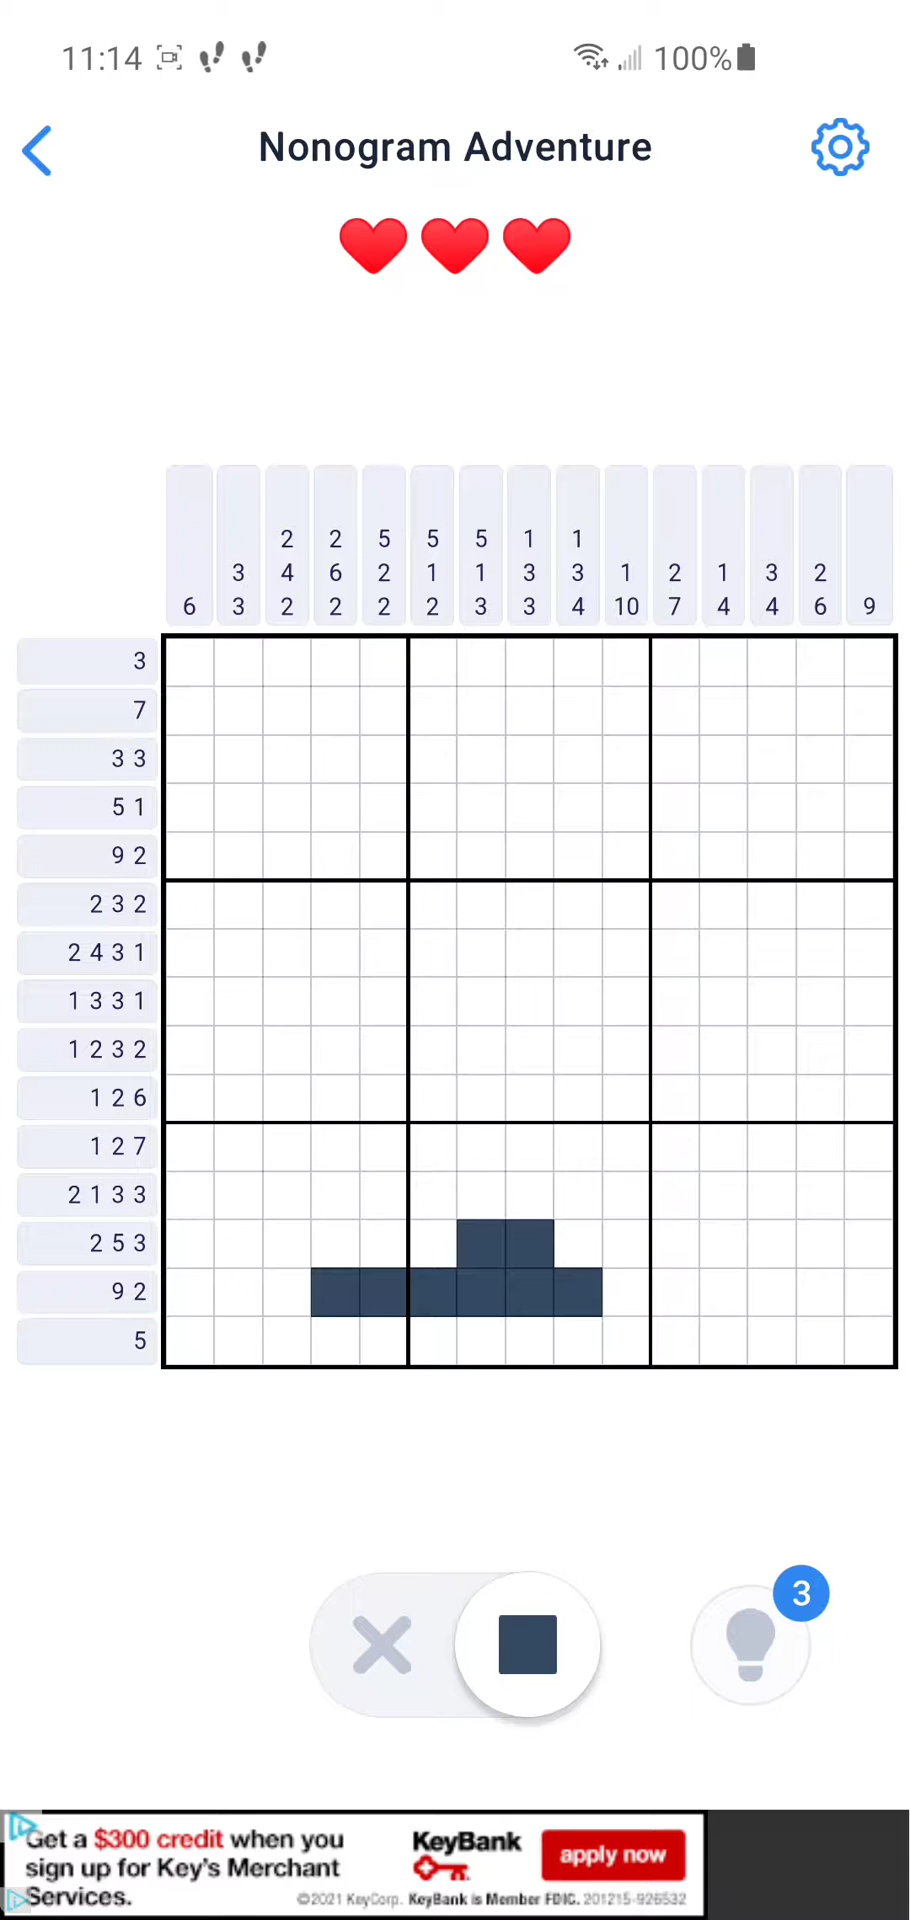 11:14 100%
Nonogram Adventure
2 2 5 5 5 1 1
3 4 6 2 1 1 3 3 1 2 1 3 2
6 3 2 2 2 2 3 3 4 10 7 4 4 6 9
3
7
3 3
5 1
9 2
2 3 2
2 4 3 1
1 3 3 1
1 2 3 2
1 2 6
1 2 7
2 1 3 3
2 5 3
9 2
5
3
Get a $300 credit when you
sign up for Key's Merchant
Services.
KeyBank
apply now
©2021 KeyCorp. KeyBank is Member FDIC. 201215-926532